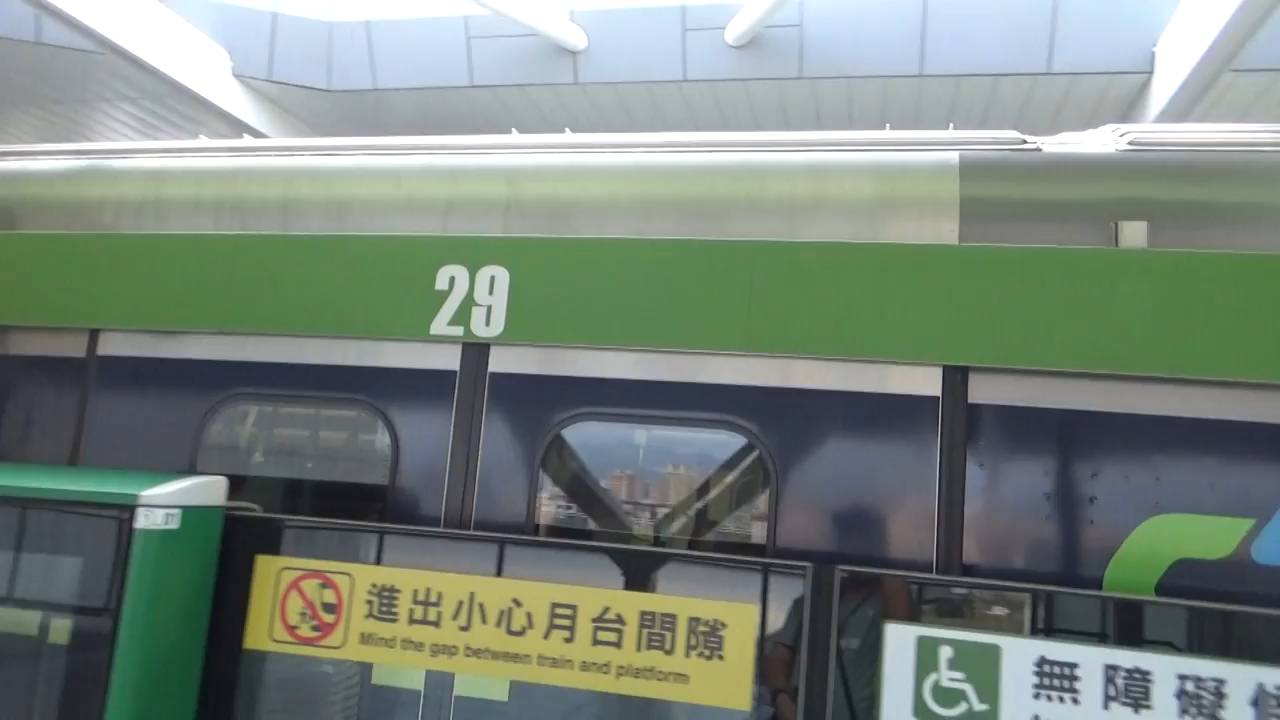 29
進出小心月台間隙
Mind the gap between train and platform
無障礙